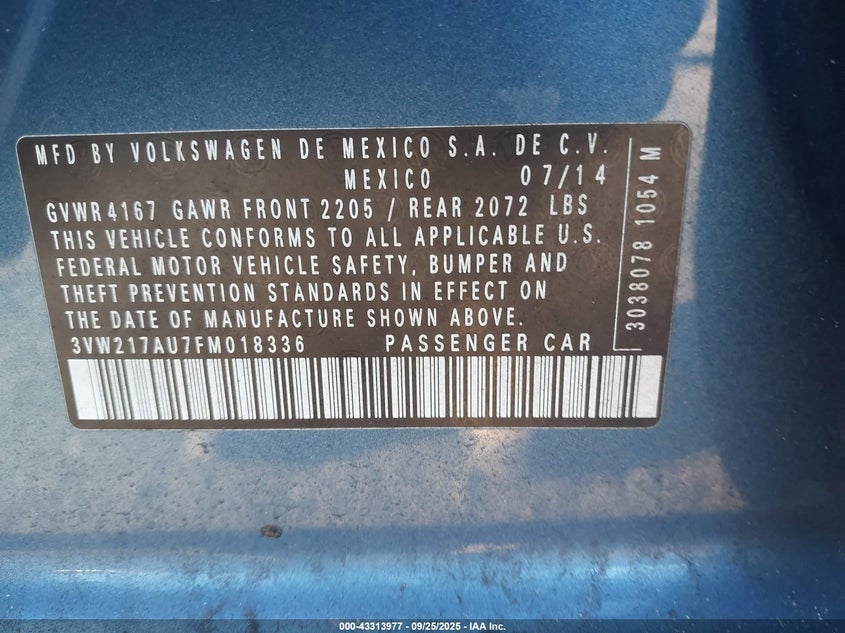 MFD BY VOLKSWAGEN DE MEXICO S.A. DE C.V.
MEXICO 07/14
GVWR 4167 GAWR FRONT 2205 / REAR 2072 LBS
THIS VEHICLE CONFORMS TO ALL APPLICABLE U.S.
FEDERAL MOTOR VEHICLE SAFETY, BUMPER AND
THEFT PREVENTION STANDARDS IN EFFECT ON
THE DATE OF MANUFACTURE SHOWN ABOVE.
3VW217AU7FM018336 PASSENGER CAR
3038078 1054 M
000-43313977 - 09/25/2025 - IAA Inc.